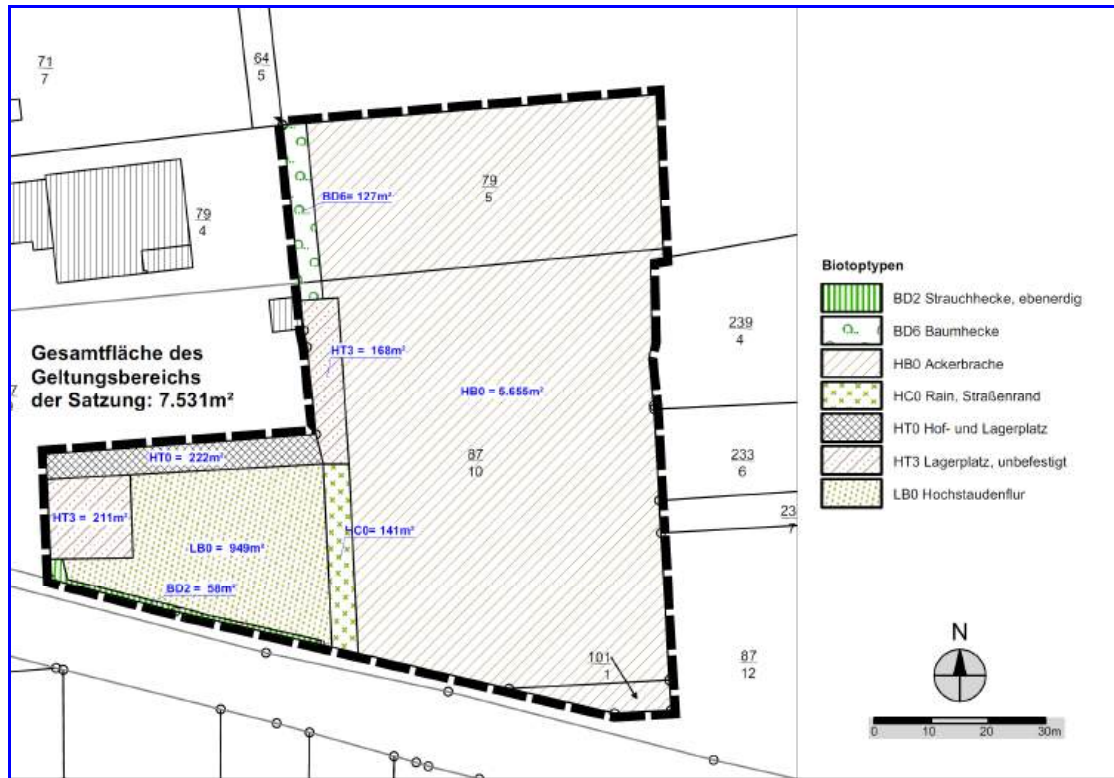 71
7
64
5
79
5
BD6= 127m²
79
4
239
4
Gesamtfläche des
Geltungsbereichs
der Satzung: 7.531m²
HT3 = 168m²
HB0 = 5.655m²
HT0 = 222m²
87
10
233
6
23
7
HT3= 211m²
HC0= 141m²
LB0 = 949m²
BD2 = 58m²
101
1
87
12
Biotoptypen
BD2 Strauchhecke, ebenerdig
BD6 Baumhecke
HB0 Ackerbrache
HC0 Rain, Straßenrand
HT0 Hof- und Lagerplatz
HT3 Lagerplatz, unbefestigt
LB0 Hochstaudenflur
N
0 10 20 30m